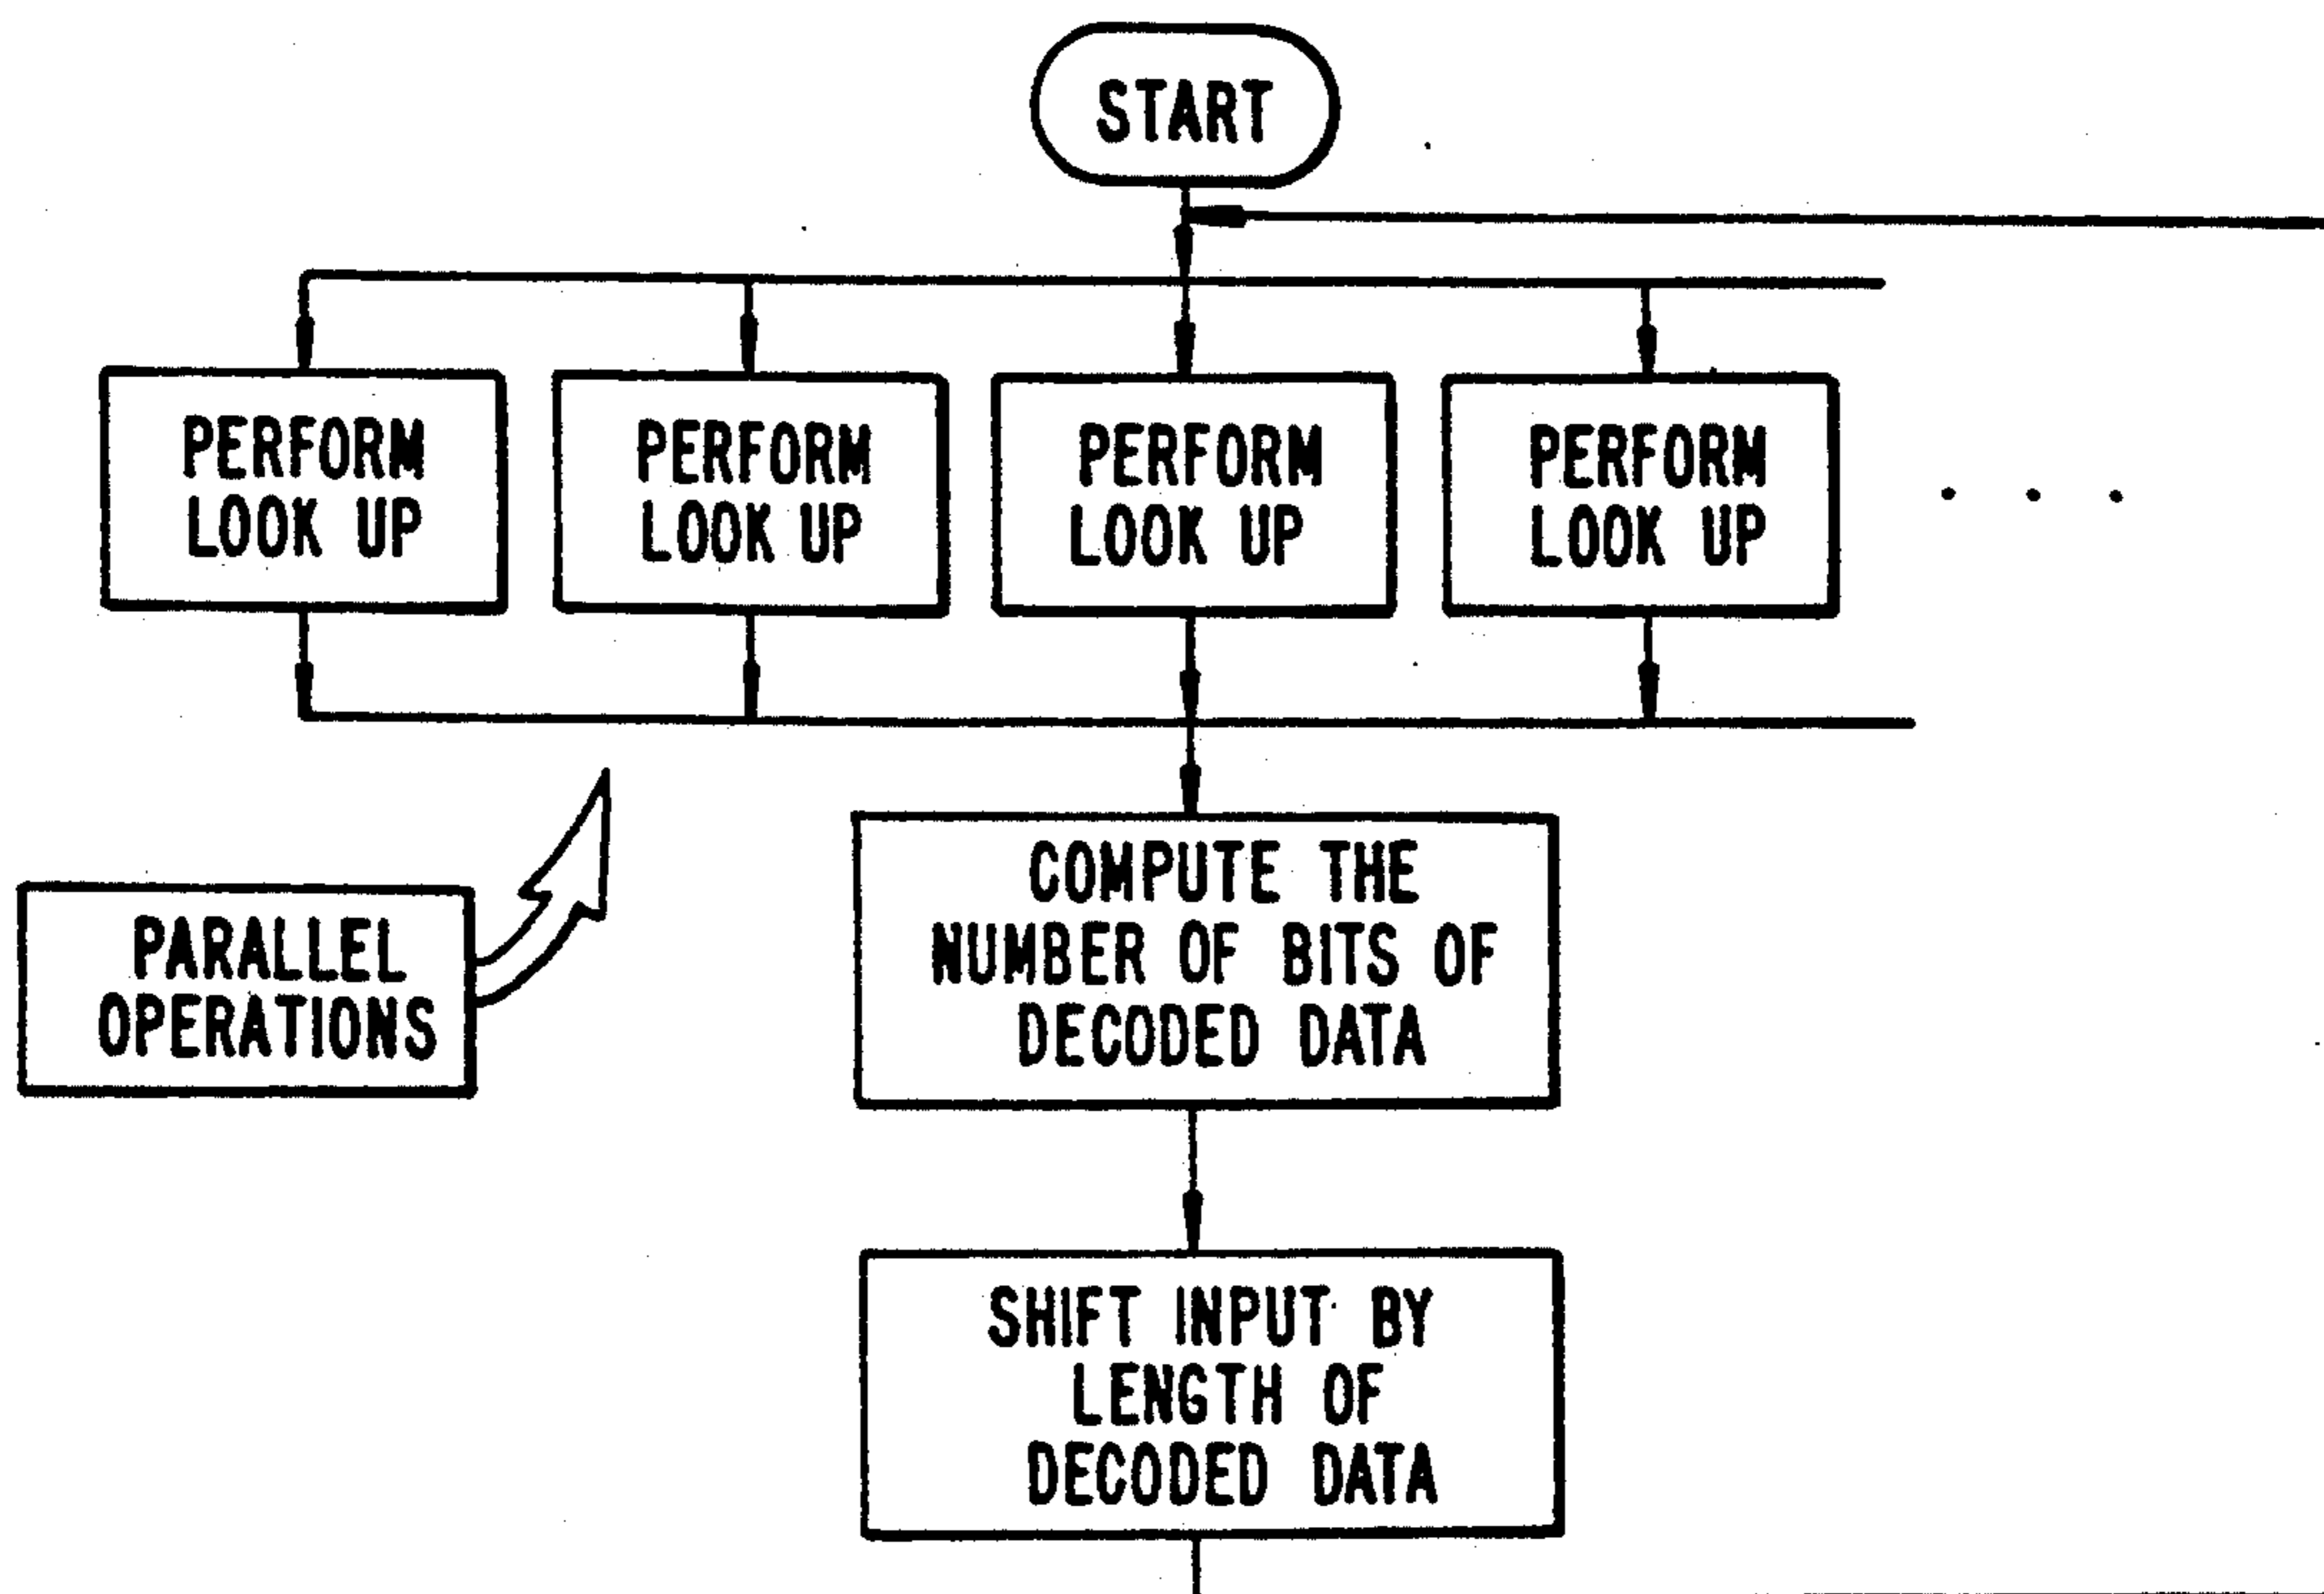 START
PERFORM
LOOK UP
PERFORM
LOOK UP
PERFORM
LOOK UP
PERFORM
LOOK UP
. . .
COMPUTE THE
NUMBER OF BITS OF
DECODED DATA
PARALLEL
OPERATIONS
SHIFT INPUT BY
LENGTH OF
DECODED DATA